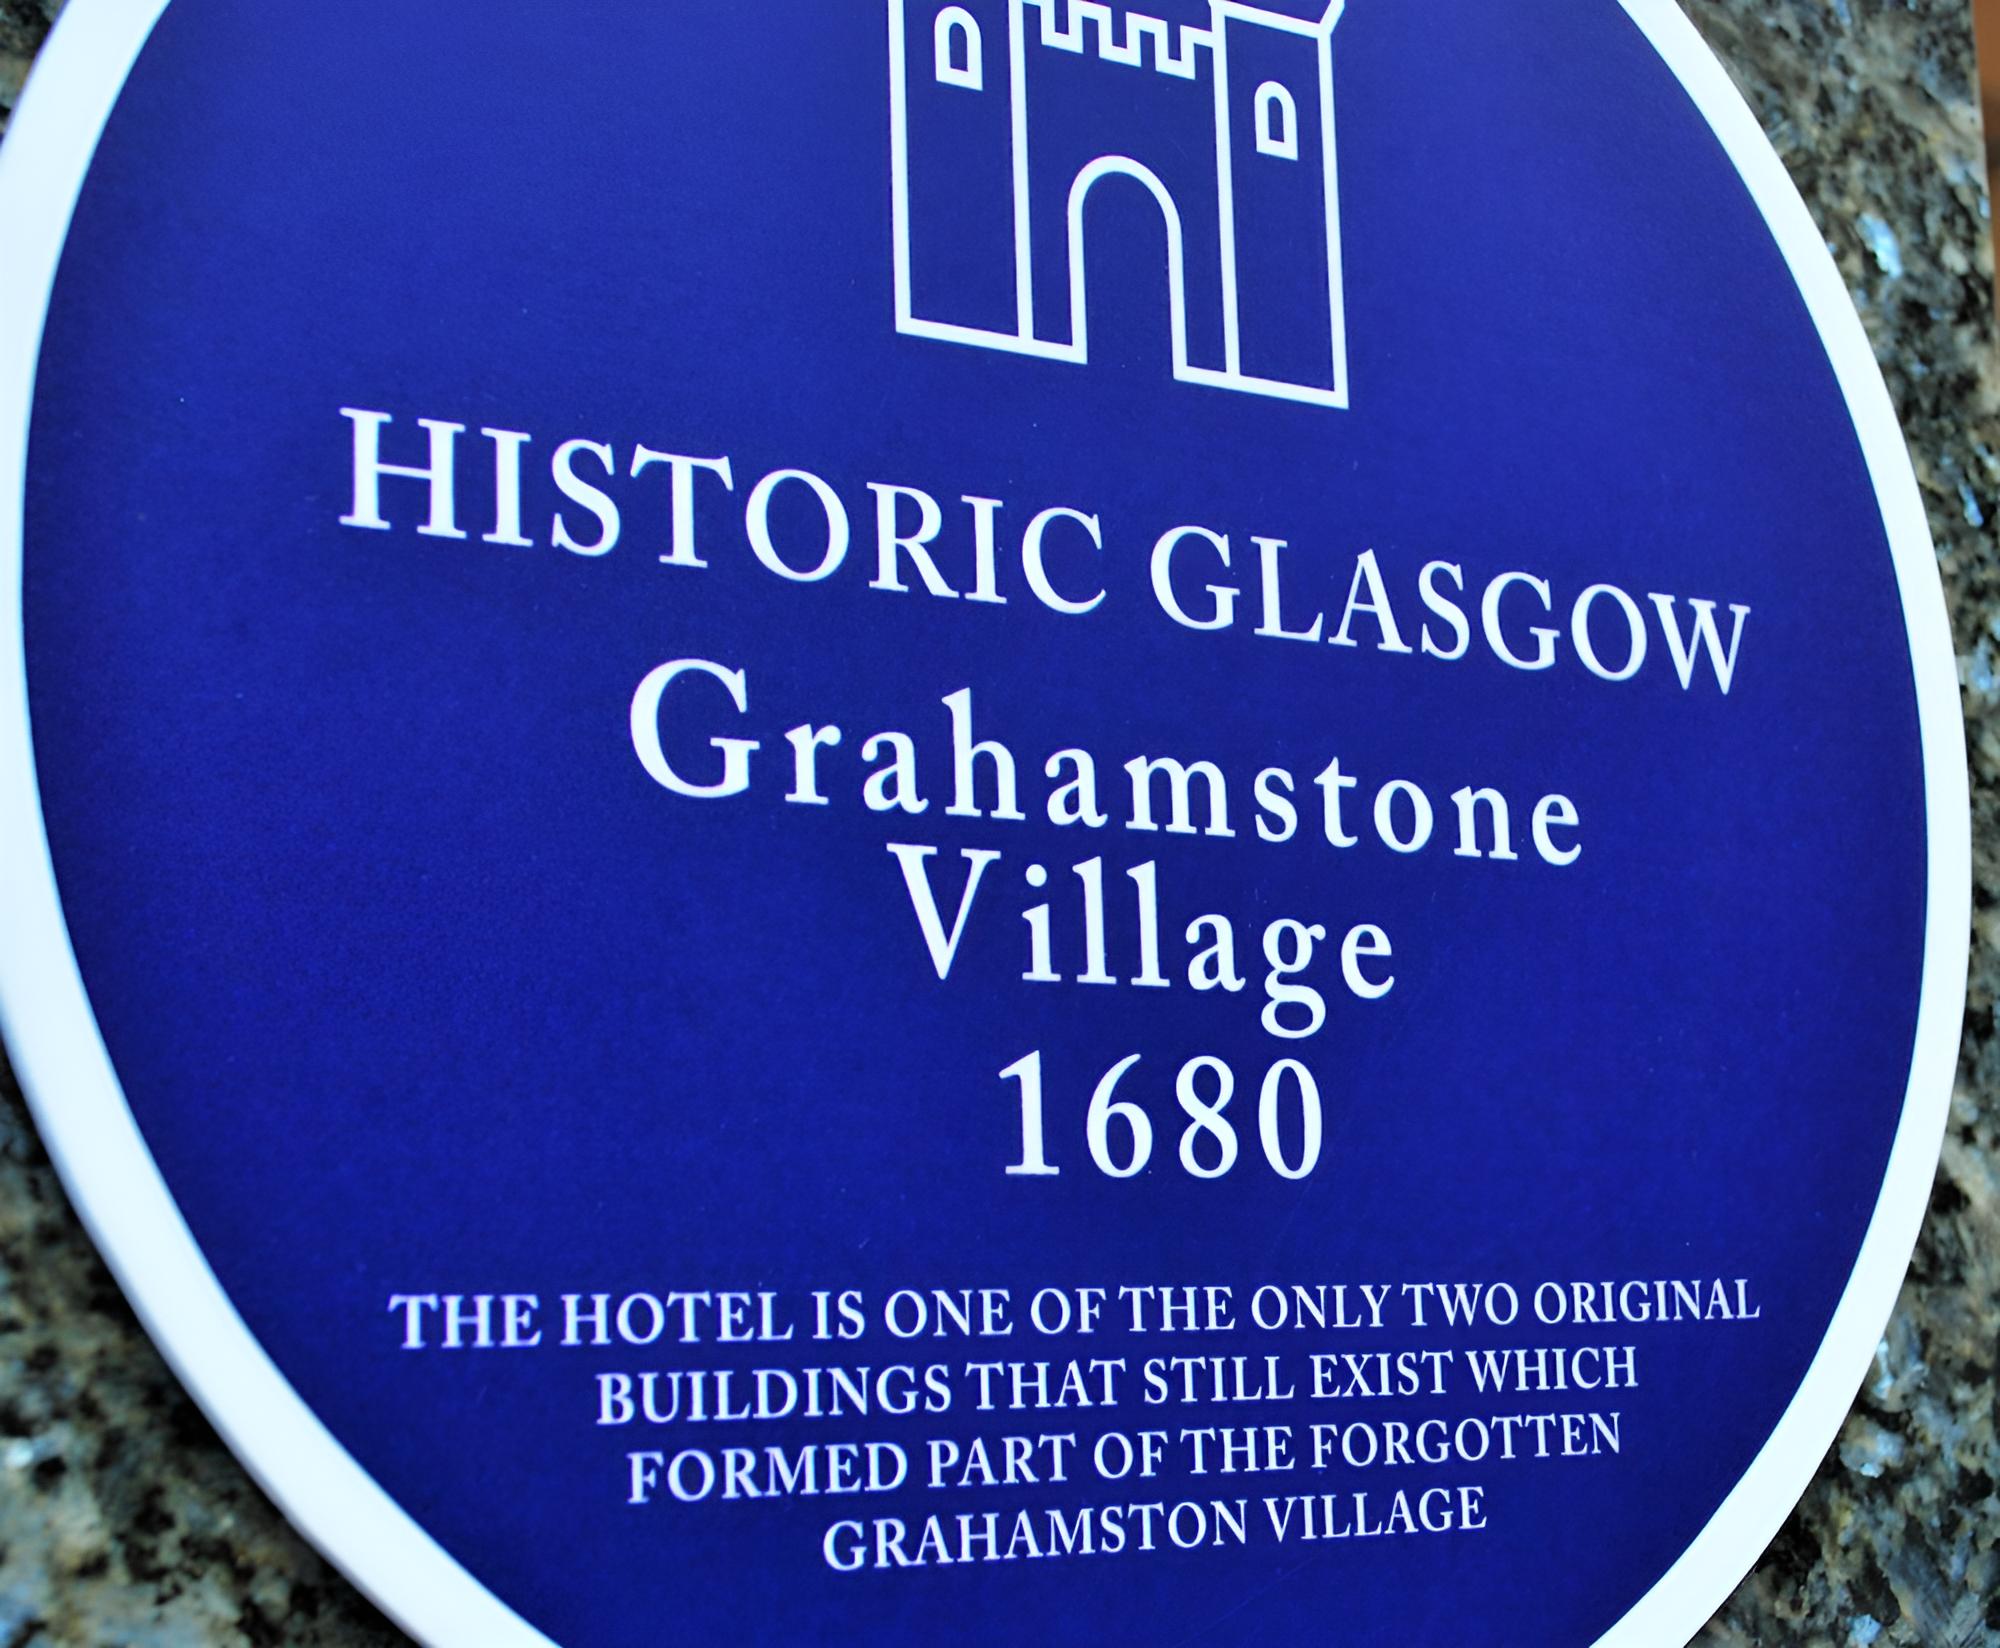 HISTORIC GLASGOW
Grahamstone
Village
1680
THE HOTEL IS ONE OF THE ONLY TWO ORIGINAL
BUILDINGS THAT STILL EXIST WHICH
FORMED PART OF THE FORGOTTEN
GRAHAMSTON VILLAGE